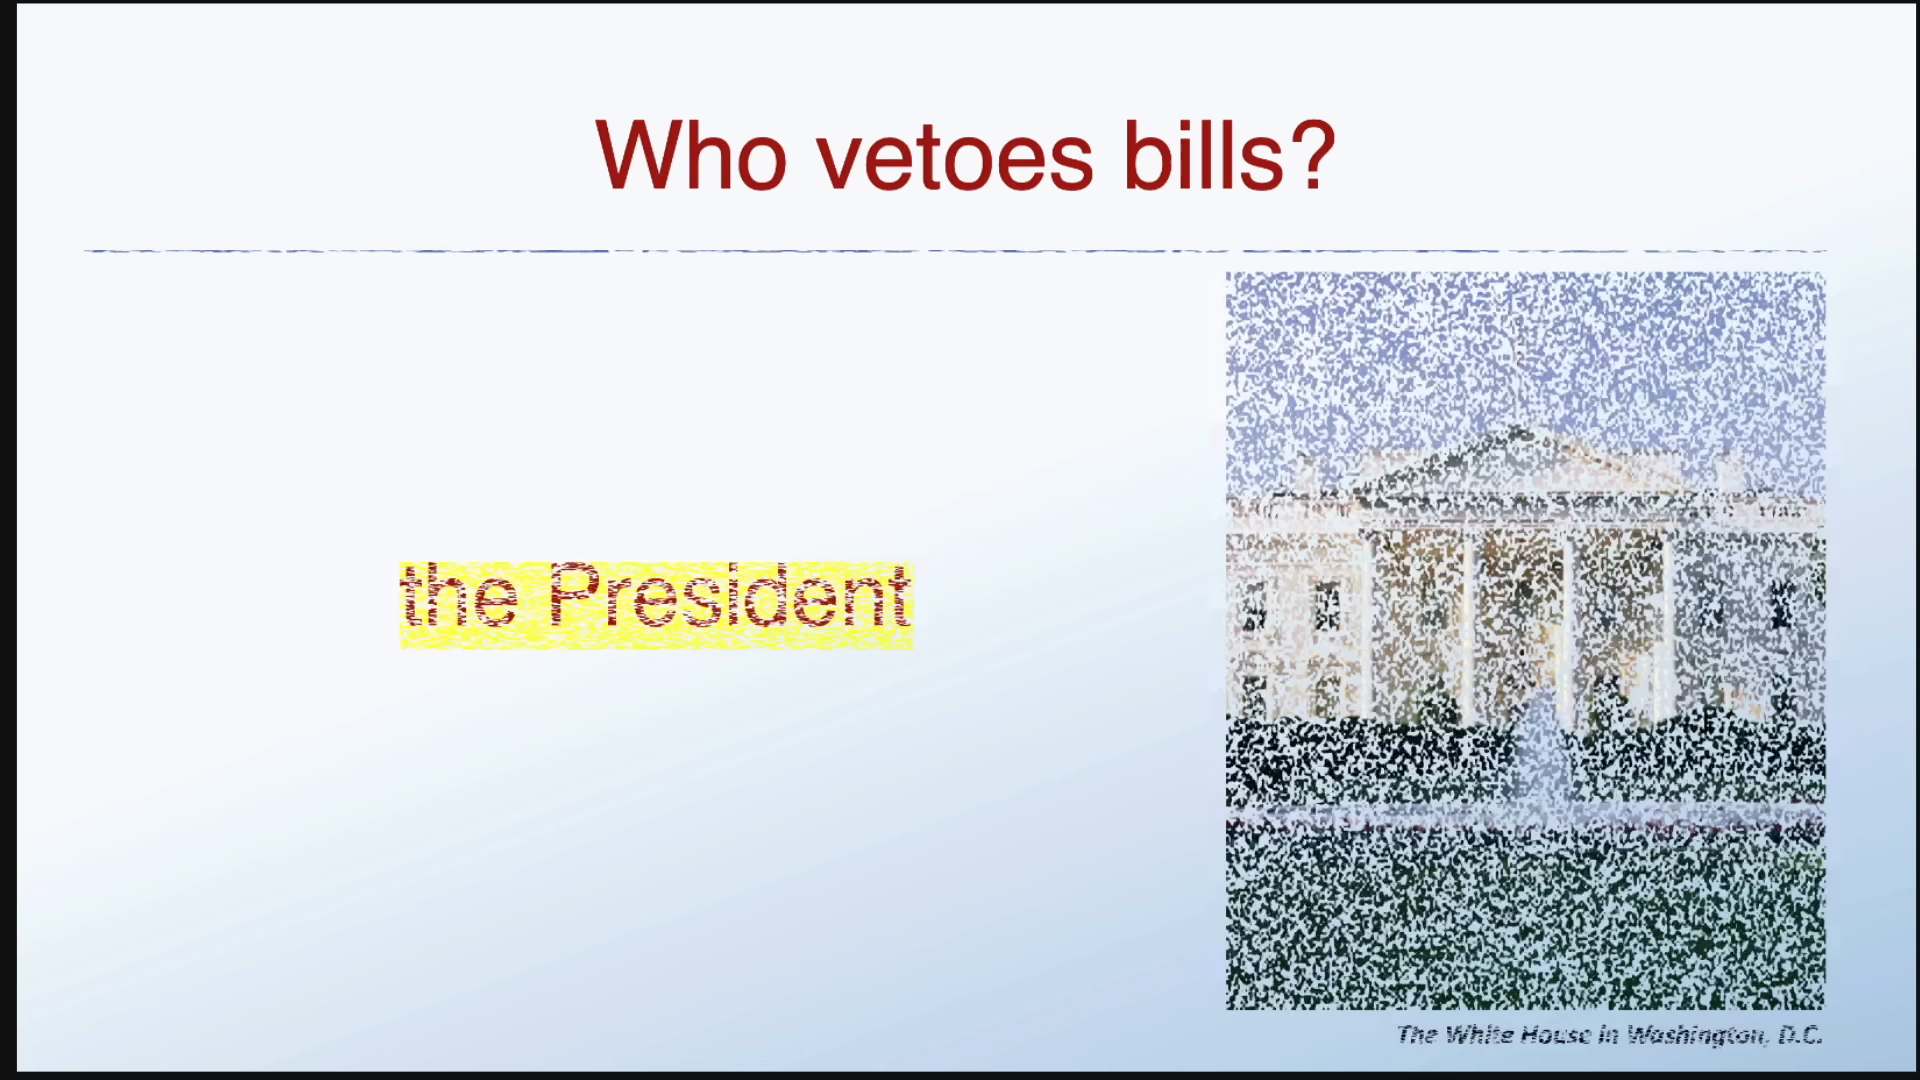 Who vetoes bills?
the President
The White House in Washington, D.C.